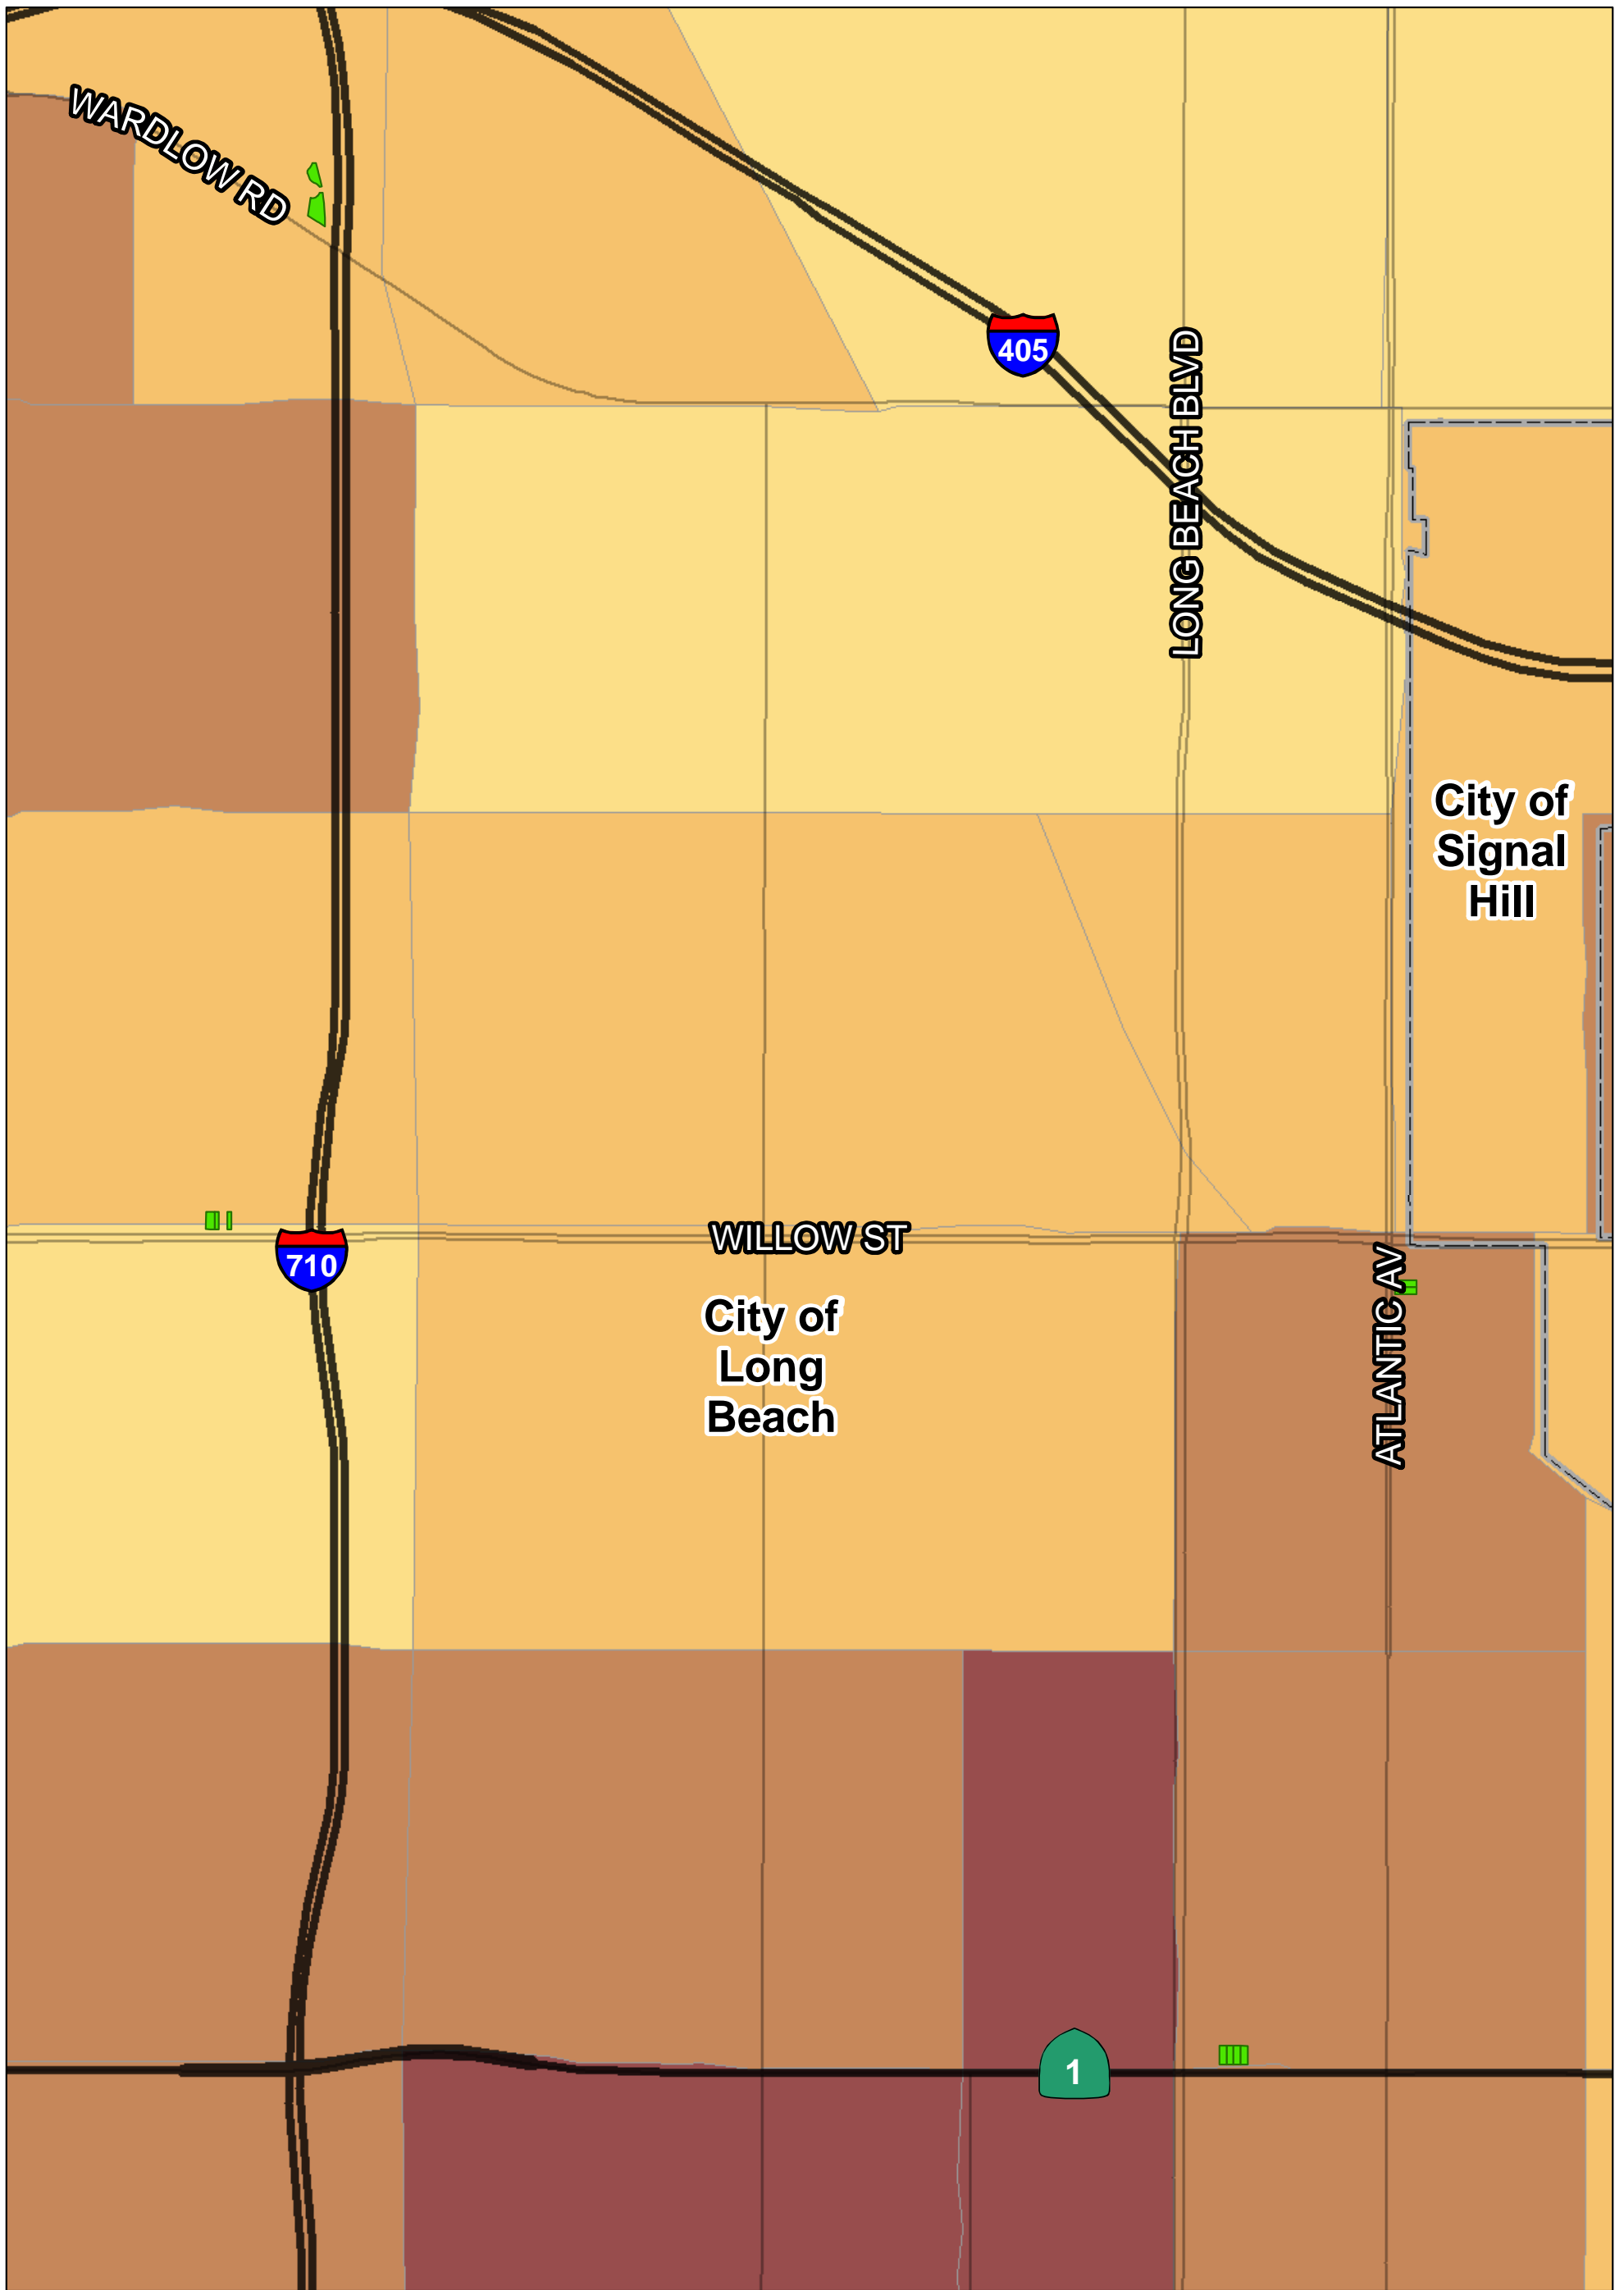 WARDLOW RD
405
LONG BEACH BLVD
City of
Signal
Hill
WILLOW ST
710
City of
Long
Beach
ATLANTIC AV
1